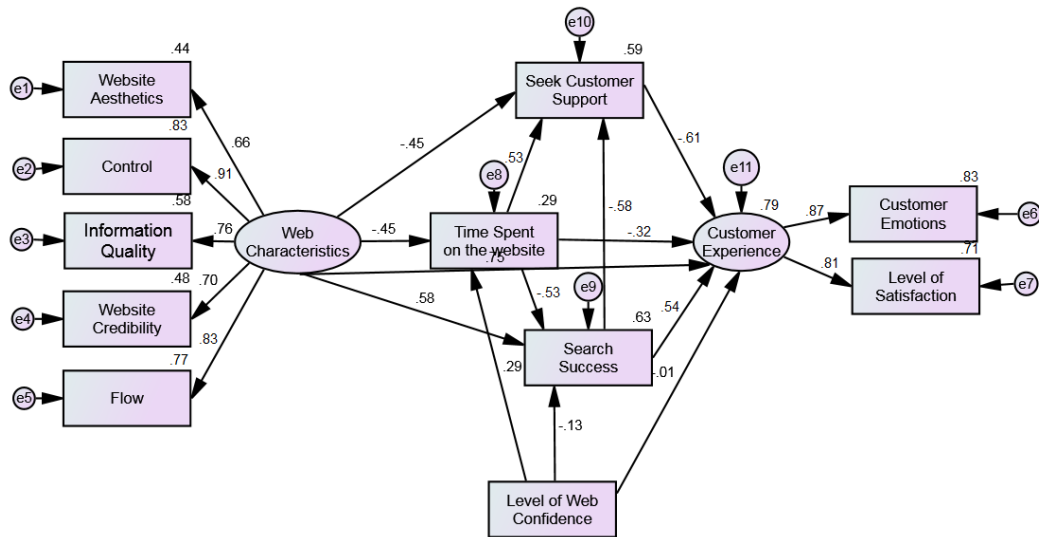 e10
.44
.59
e1
Website
Aesthetics
Seek Customer
Support
.83
.66
-.45
-.61
e2
Control
.91
.53
e8
e11
.58
.29
.79
.83
e3
Information
Quality
.76
Web
Characteristics
-.45
Time Spent
on the website
-.58
-.32
Customer
Experience
.87
Customer
Emotions
e6
.75
.71
.48
.70
-.53
e9
.81
Level of
Satisfaction
e7
e4
Website
Credibility
.58
.63
.54
.77
.83
.29
Search
Success
-.01
e5
Flow
-.13
Level of Web
Confidence